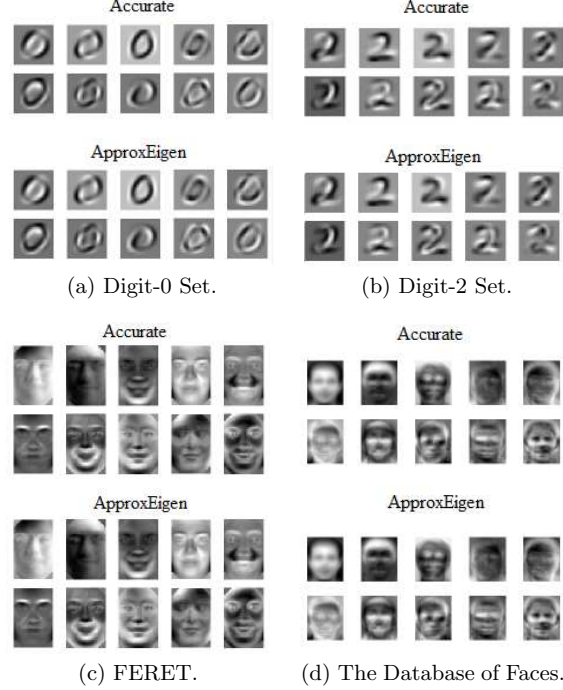 Accurate
Accurate
ApproxEigen
ApproxEigen
(a) Digit-0 Set.
(b) Digit-2 Set.
Accurate
Accurate
ApproxEigen
ApproxEigen
(c) FERET.
(d) The Database of Faces.